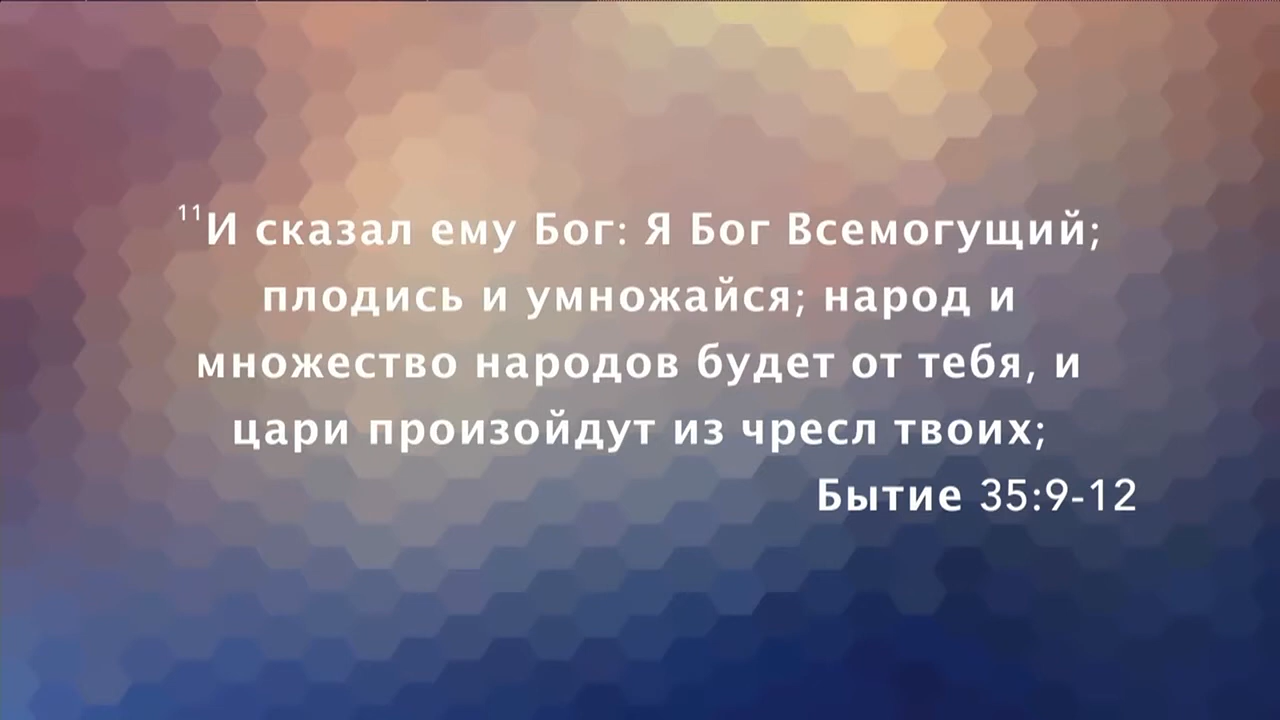 11И сказал ему Бог: Я Бог Всемогущий;
плодись и умножайся; народ и
множество народов будет от тебя, и
цари произойдут из чресл твоих;
Бытие 35:9-12